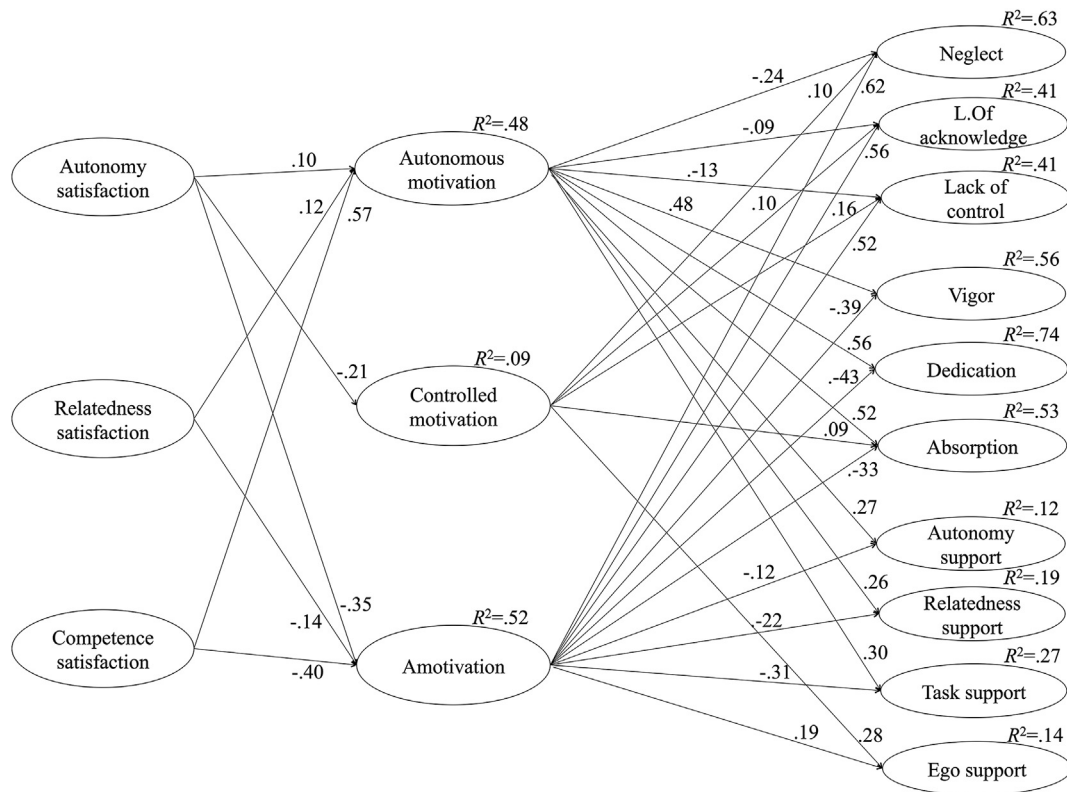 R²=.63
Neglect
-.24
.10
.62
R²=.41
L.Of
acknowledge
R²=.48
Autonomous
motivation
-.09
.56
Autonomy
satisfaction
.10
R²=.41
Lack of
control
.-13
.12
.57
.48
.10
.16
.52
R²=.56
Vigor
-.39
R²=.09
Controlled
motivation
-.21
.56
R²=.74
Dedication
.-43
Relatedness
satisfaction
.52
R²=.53
Absorption
.09
.-33
.27
R²=.12
Autonomy
support
-.12
R²=.19
Relatedness
support
.26
-.35
R²=.52
Amotivation
-.14
.-22
Competence
satisfaction
-.40
.30
R²=.27
Task support
-.31
.19
.28
R²=.14
Ego support